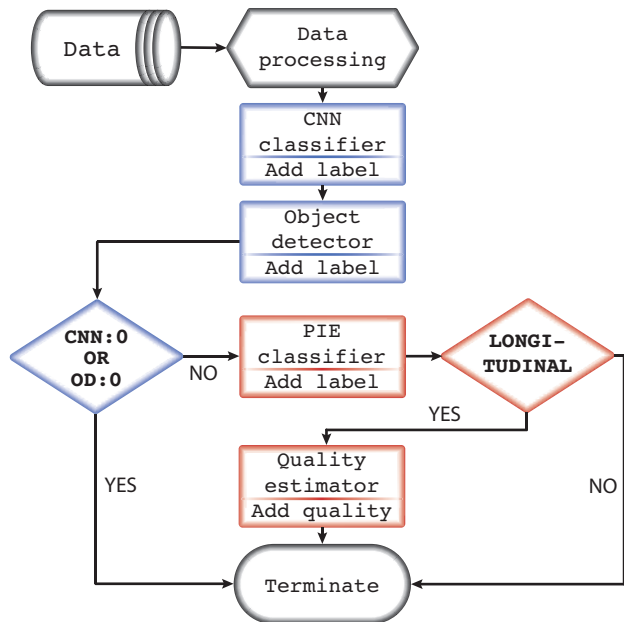 Data
Data
processing
CNN
classifier
Add label
Object
detector
Add label
CNN:0
OR
OD:0
NO
PIE
classifier
Add label
LONGI-
TUDINAL
YES
NO
YES
Quality
estimator
Add quality
Terminate